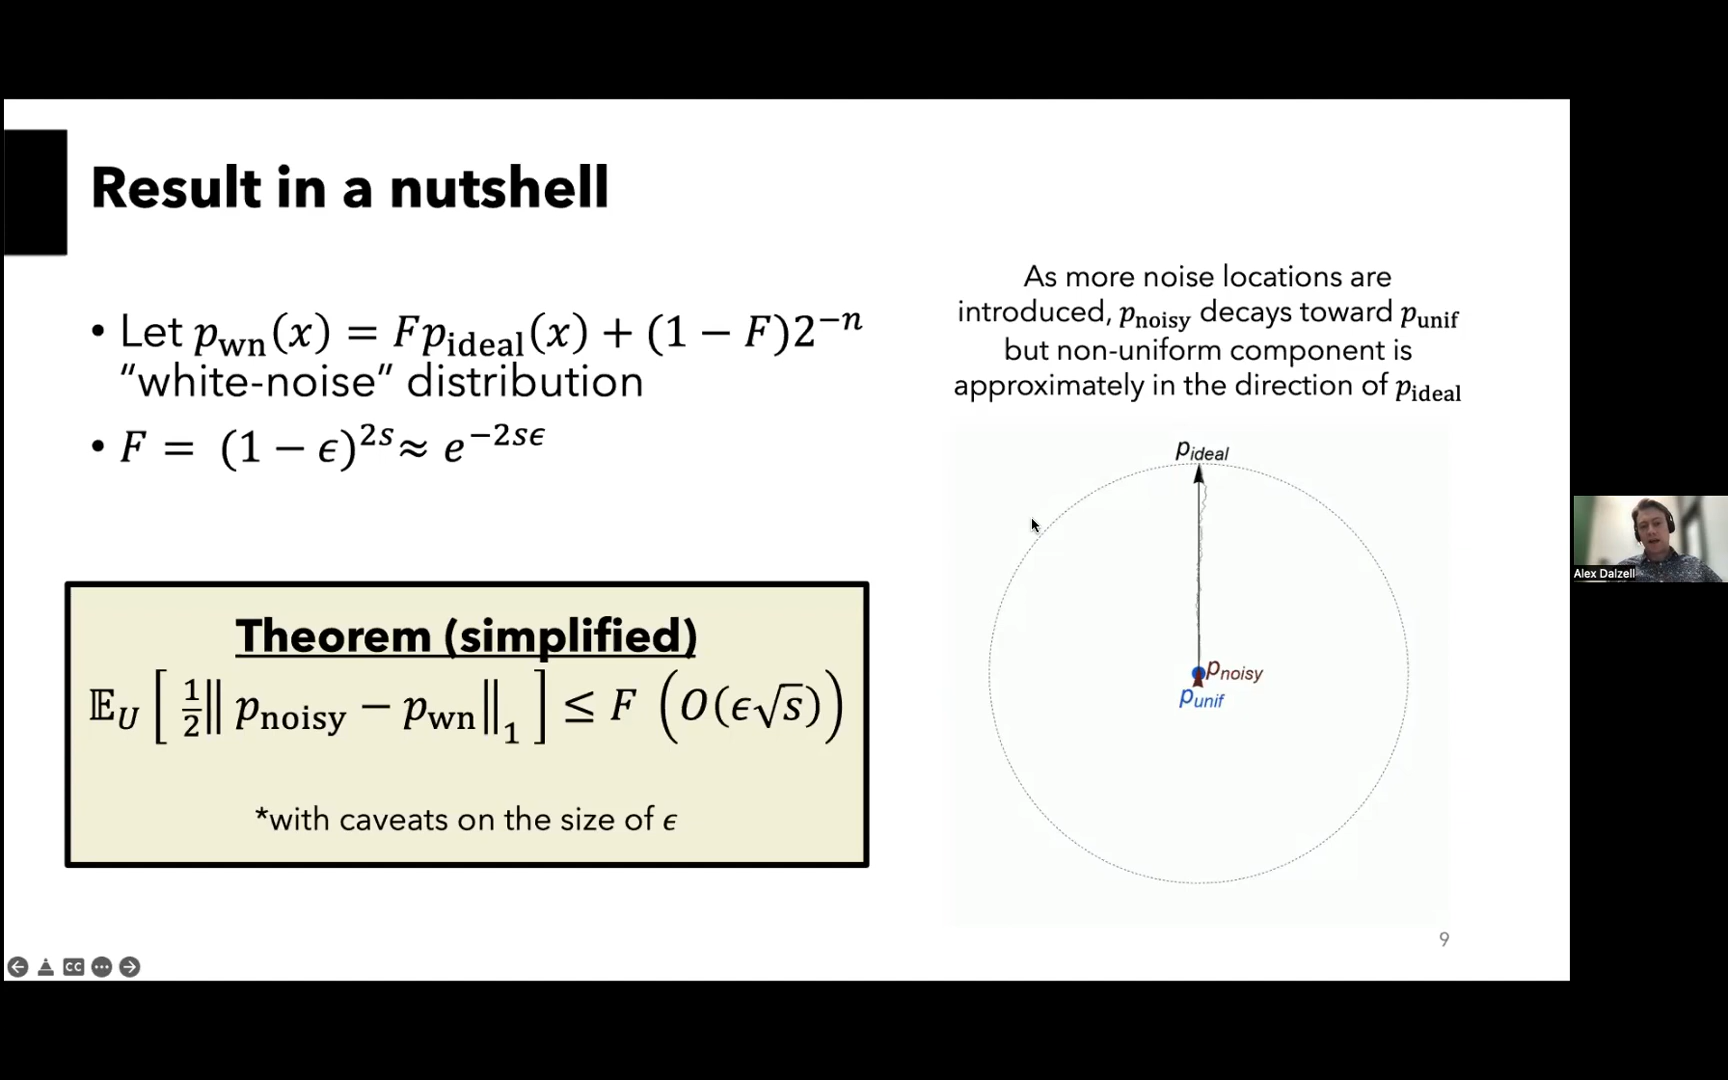 Result in a nutshell
• Let p_wn(x) = Fp_ideal(x) + (1 − F)2^{−n}
“white-noise” distribution
• F = (1 − ϵ)^{2s} ≈ e^{−2sϵ}
Theorem (simplified)
𝔼_U [ ½‖ p_noisy − p_wn‖_1 ] ≤ F (O(ϵ√s))
*with caveats on the size of ϵ
As more noise locations are
introduced, p_noisy decays toward p_unif
but non-uniform component is
approximately in the direction of p_ideal
p_ideal
p_noisy
p_unif
9
CC
Alex Dalzell